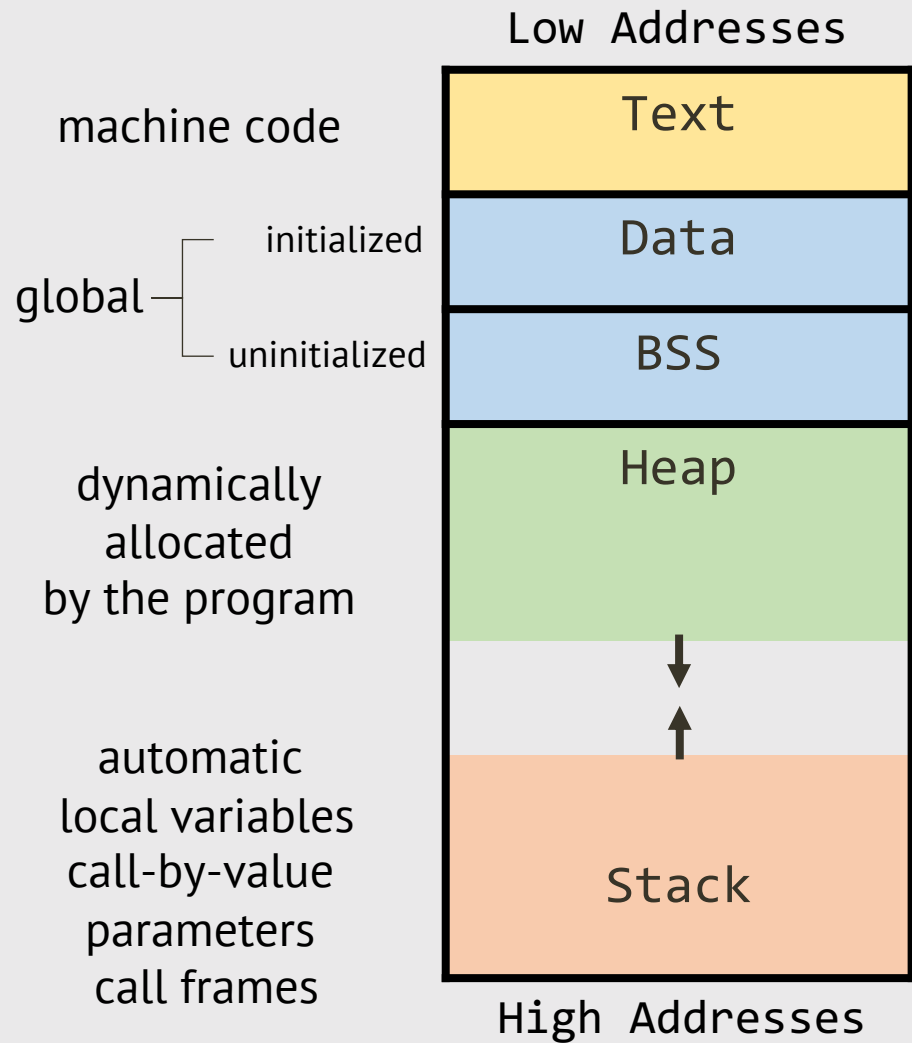 Low Addresses
machine code
Text
initialized
Data
global
uninitialized
BSS
Heap
dynamically
allocated
by the program
automatic
local variables
call-by-value
Stack
parameters
call frames
High Addresses